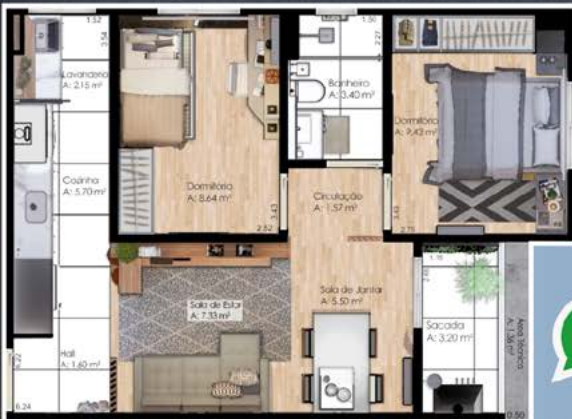 1.52
3.54
Lavanderia
A: 2.15 m²
Cozinha
A: 5.70 m²
Hall
A: 1.60 m²
6.22
6.24
Dormitório
A: 8.64 m²
2.52
3.43
1.50
2.27
Banheiro
A: 3.40 m²
Circulação
A: 1.57 m²
Dormitório
A: 9.42 m²
2.75
3.43
Sala de Estar
A: 7.33 m²
Sala de Jantar
A: 5.50 m²
Sacada
A: 3.20 m²
Área Técnica
A: 1.36 m²
0.50